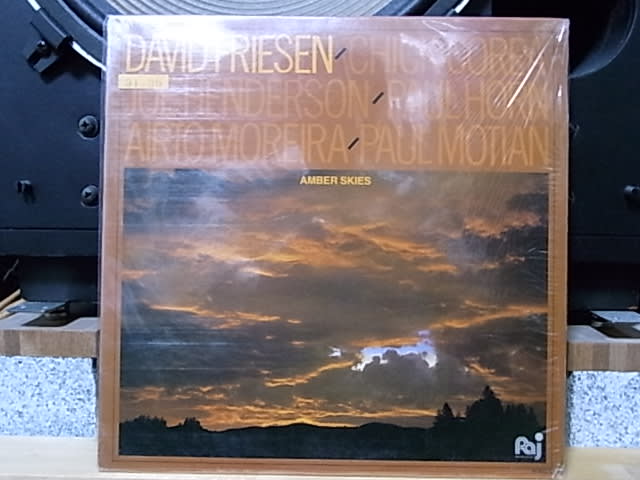 DAVID FRIESEN / CHICK COREA
JOE HENDERSON / PAUL HORN
AIRTO MOREIRA / PAUL MOTIAN
AMBER SKIES
Paj